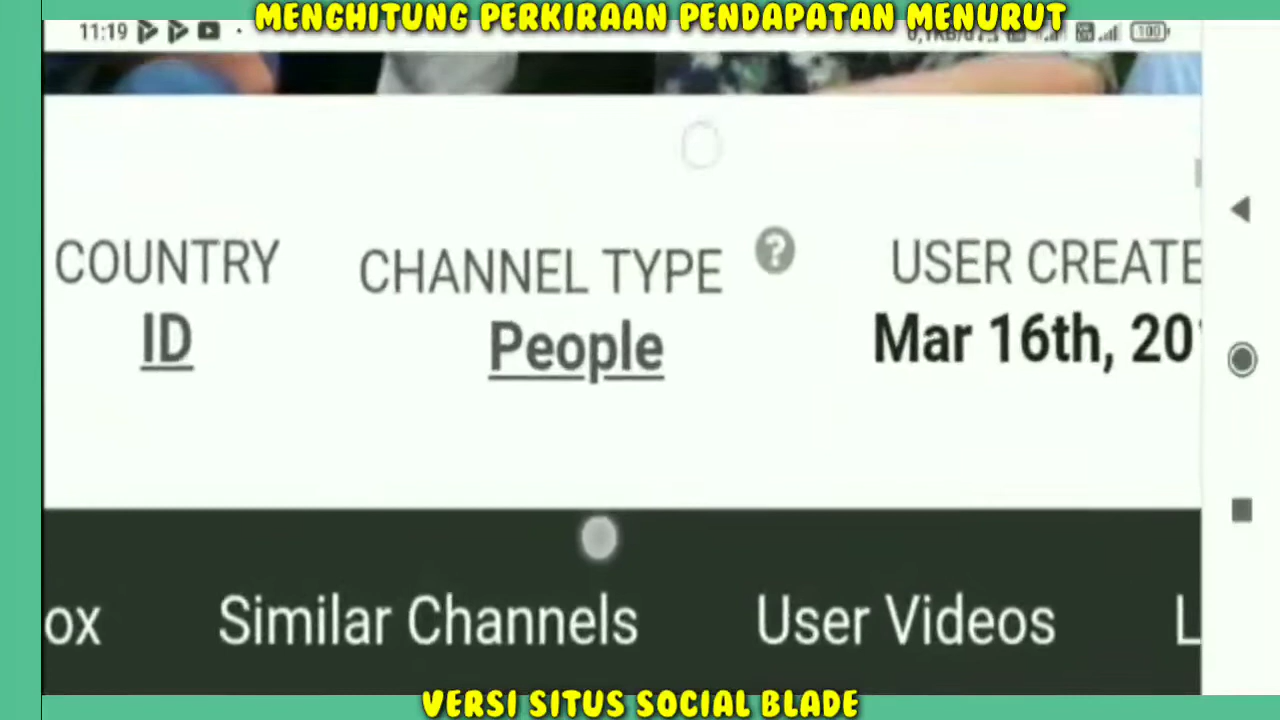 MENGHITUNG PERKIRAAN PENDAPATAN MENURUT
11:19
100
COUNTRY
CHANNEL TYPE
?
USER CREATE
ID
People
Mar 16th, 20
ox
Similar Channels
User Videos
L
VERSI SITUS SOCIAL BLADE